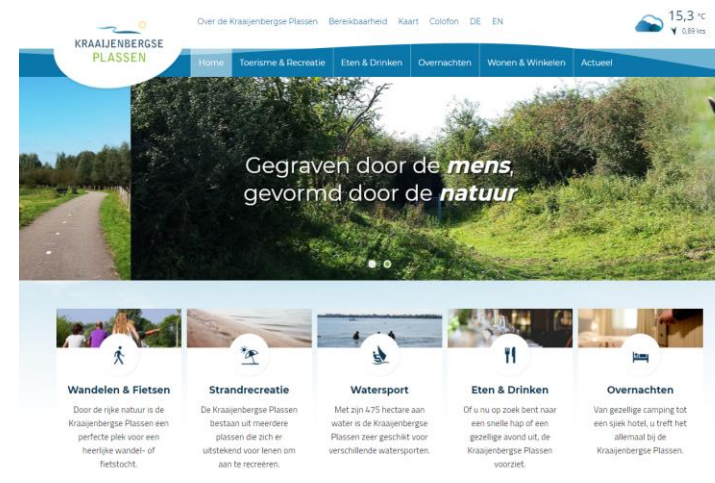 Over de Kraaijenbergse Plassen Bereikbaarheid Kaart Colofon DE EN
15,3 °C
0,89 kts
KRAAIJENBERGSE
PLASSEN
Home Toerisme & Recreatie Eten & Drinken Overnachten Wonen & Winkelen Actueel
Gegraven door de mens,
gevormd door de natuur
Wandelen & Fietsen
Door de rijke natuur is de
Kraaijenbergse Plassen een
perfecte plek voor een
heerlijke wandel- of
fietstocht.
Strandrecreatie
De Kraaijenbergse Plassen
bestaan uit meerdere
plassen die zich er
uitstekend voor lenen om
aan te recreëren.
Watersport
Met zijn 475 hectare aan
water is de Kraaijenbergse
Plassen zeer geschikt voor
verschillende watersporten.
Eten & Drinken
Of u nu op zoek bent naar
een snelle hap of een
gezellige avond uit, de
Kraaijenbergse Plassen
voorziet.
Overnachten
Van gezellige camping tot
een sjiek hotel, u treft het
allemaal bij de
Kraaijenbergse Plassen.